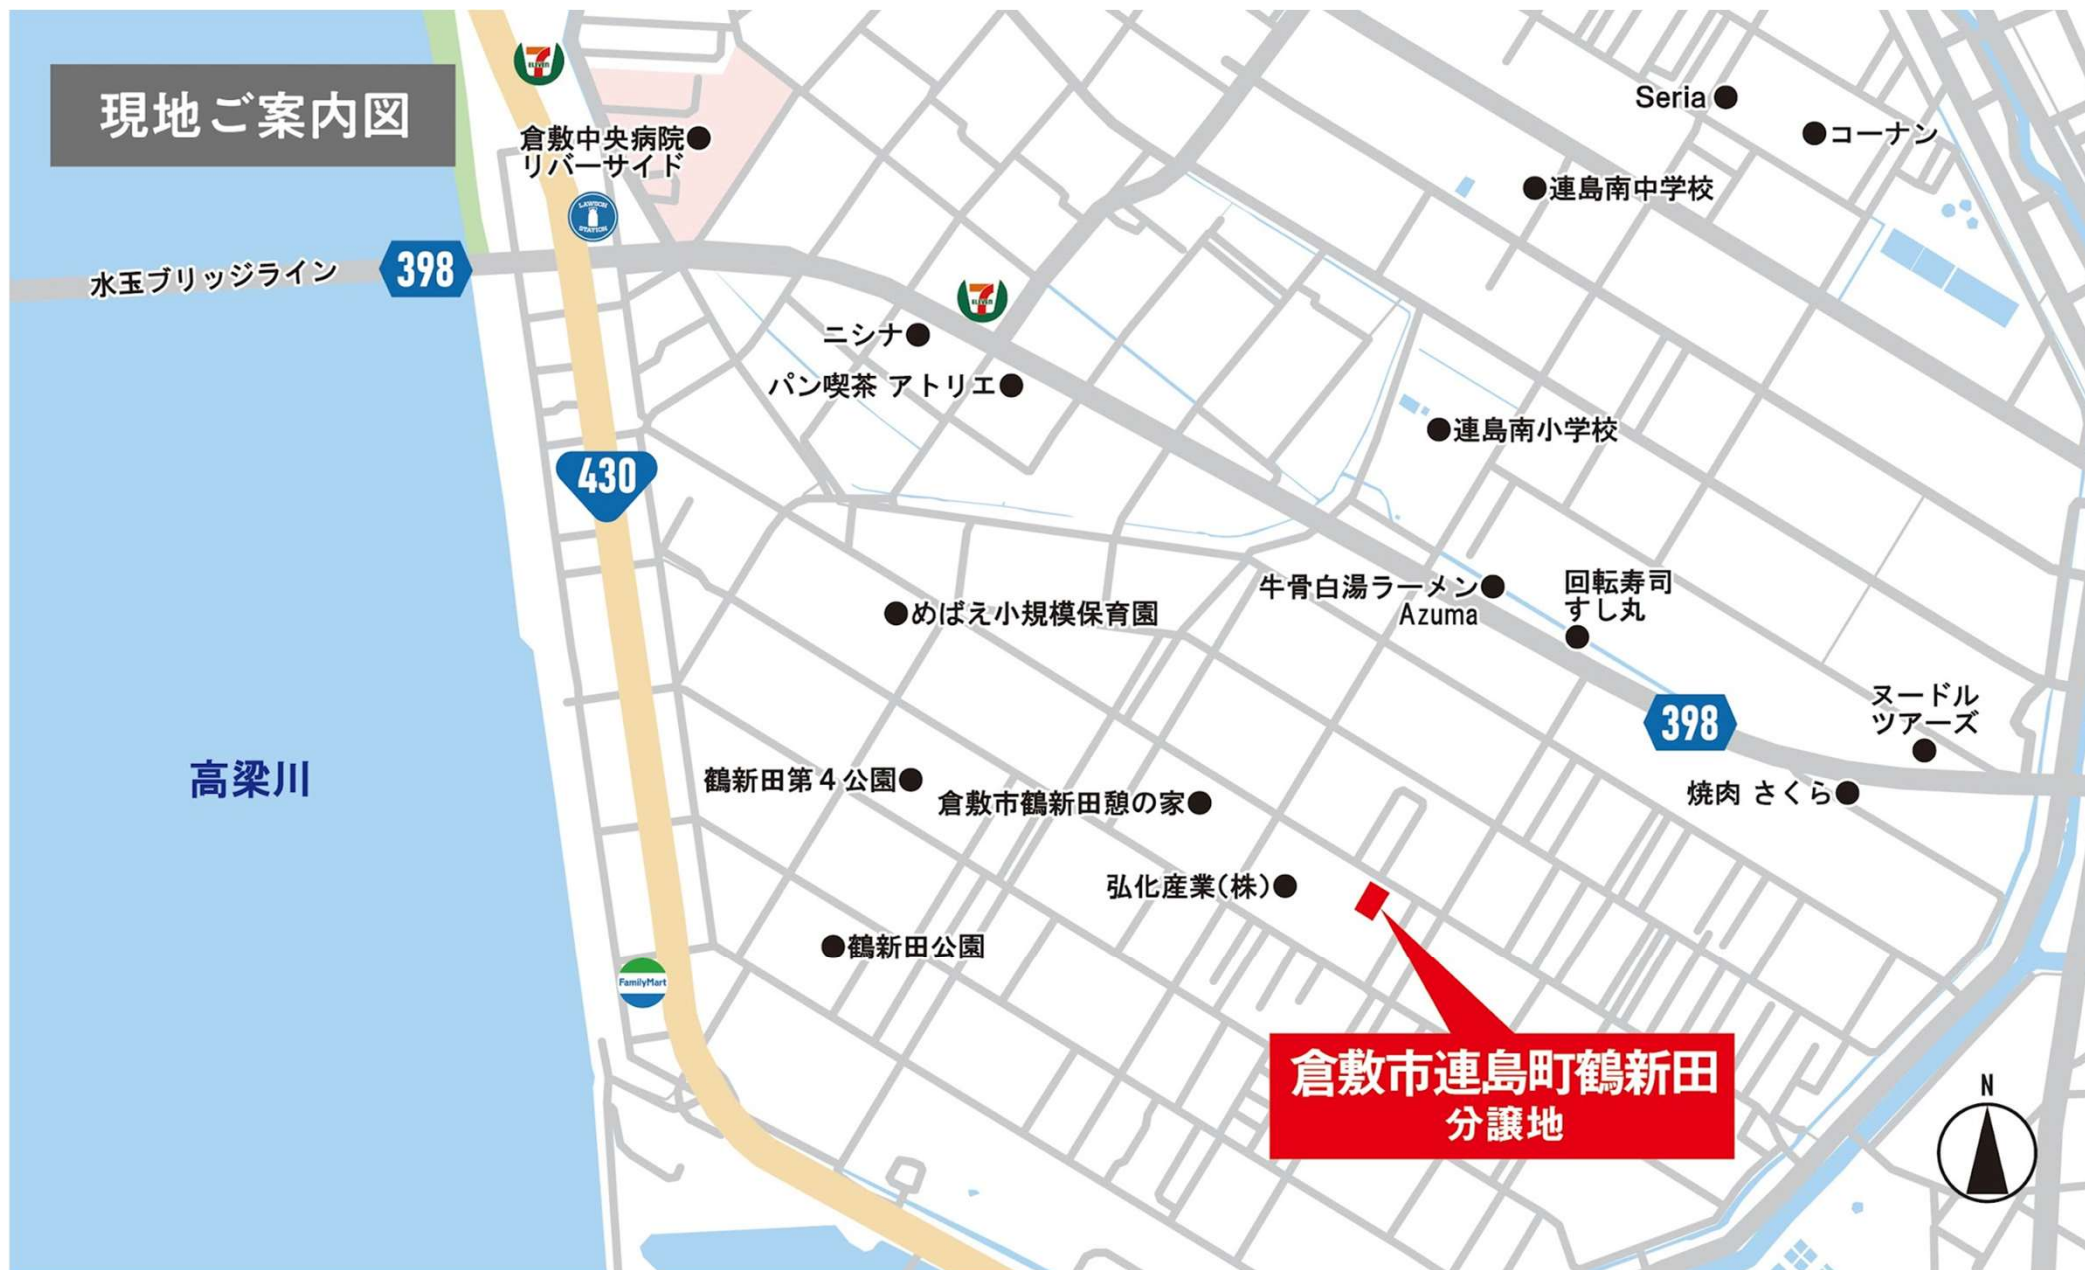 現地ご案内図
7
ELEVEN
倉敷中央病院
リバーサイド
LAWSON
STATION
Seria
コーナン
連島南中学校
水玉ブリッジライン
398
7
ELEVEN
ニシナ
パン喫茶 アトリエ
連島南小学校
430
めばえ小規模保育園
牛骨白湯ラーメン
Azuma
回転寿司
すし丸
398
ヌードル
ツアーズ
焼肉 さくら
高梁川
鶴新田第4公園
倉敷市鶴新田憩の家
弘化産業(株)
鶴新田公園
FamilyMart
倉敷市連島町鶴新田
分譲地
N